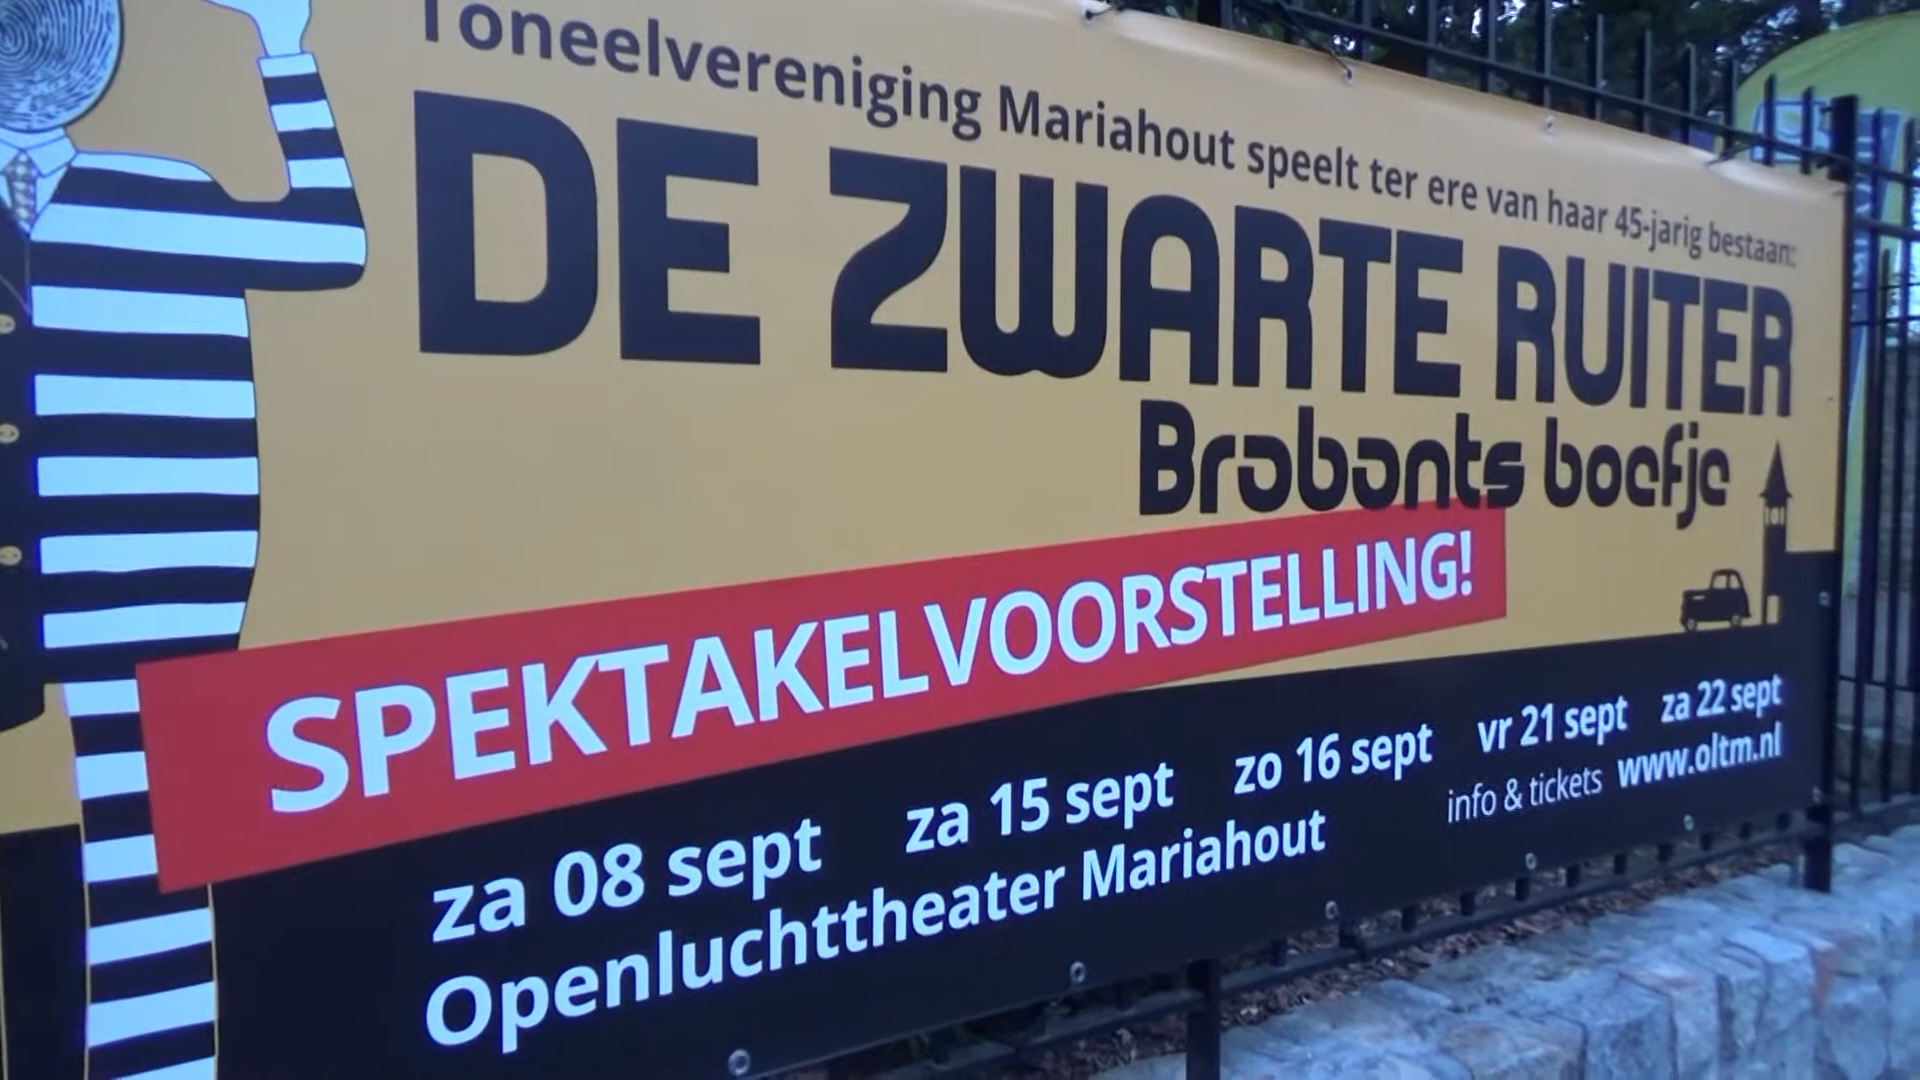 Toneelvereniging Mariahout speelt ter ere van haar 45-jarig bestaan:
DE ZWARTE RUITER
Brabants boefje
SPEKTAKELVOORSTELLING!
za 08 sept za 15 sept zo 16 sept vr 21 sept za 22 sept
Openluchttheater Mariahout
info & tickets www.oltm.nl